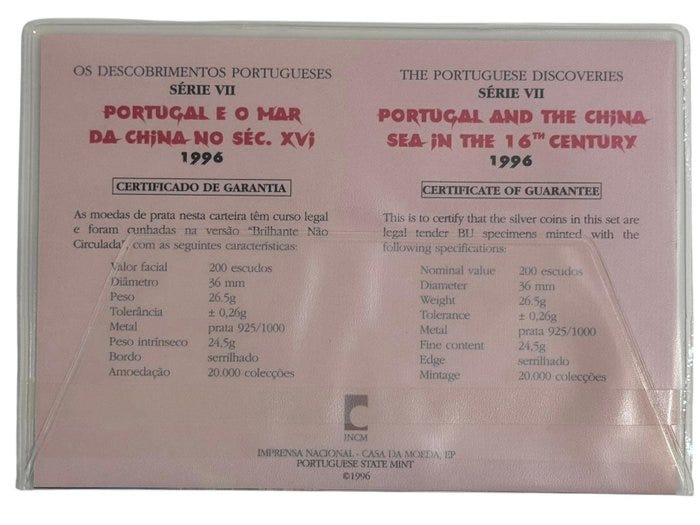 OS DESCOBRIMENTOS PORTUGUESES
SÉRIE VII
PORTUGAL E O MAR
DA CHINA NO SÉC. XVI
1996
CERTIFICADO DE GARANTIA
As moedas de prata nesta carteira têm curso legal
e foram cunhadas na versão "Brilhante Não
Circulada", com as seguintes características:
Valor facial 200 escudos
Diâmetro 36 mm
Peso 26.5g
Tolerância ± 0,26g
Metal prata 925/1000
Peso intrínseco 24,5g
Bordo serrilhado
Amoedação 20.000 colecções
THE PORTUGUESE DISCOVERIES
SÉRIE VII
PORTUGAL AND THE CHINA
SEA IN THE 16TH CENTURY
1996
CERTIFICATE OF GUARANTEE
This is to certify that the silver coins in this set are
legal tender BU specimens minted with the
following specifications:
Nominal value 200 escudos
Diameter 36 mm
Weight 26.5g
Tolerance ± 0,26g
Metal prata 925/1000
Fine content 24,5g
Edge serrilhado
Mintage 20.000 colecções
INCM
IMPRENSA NACIONAL - CASA DA MOEDA, EP
PORTUGUESE STATE MINT
©1996